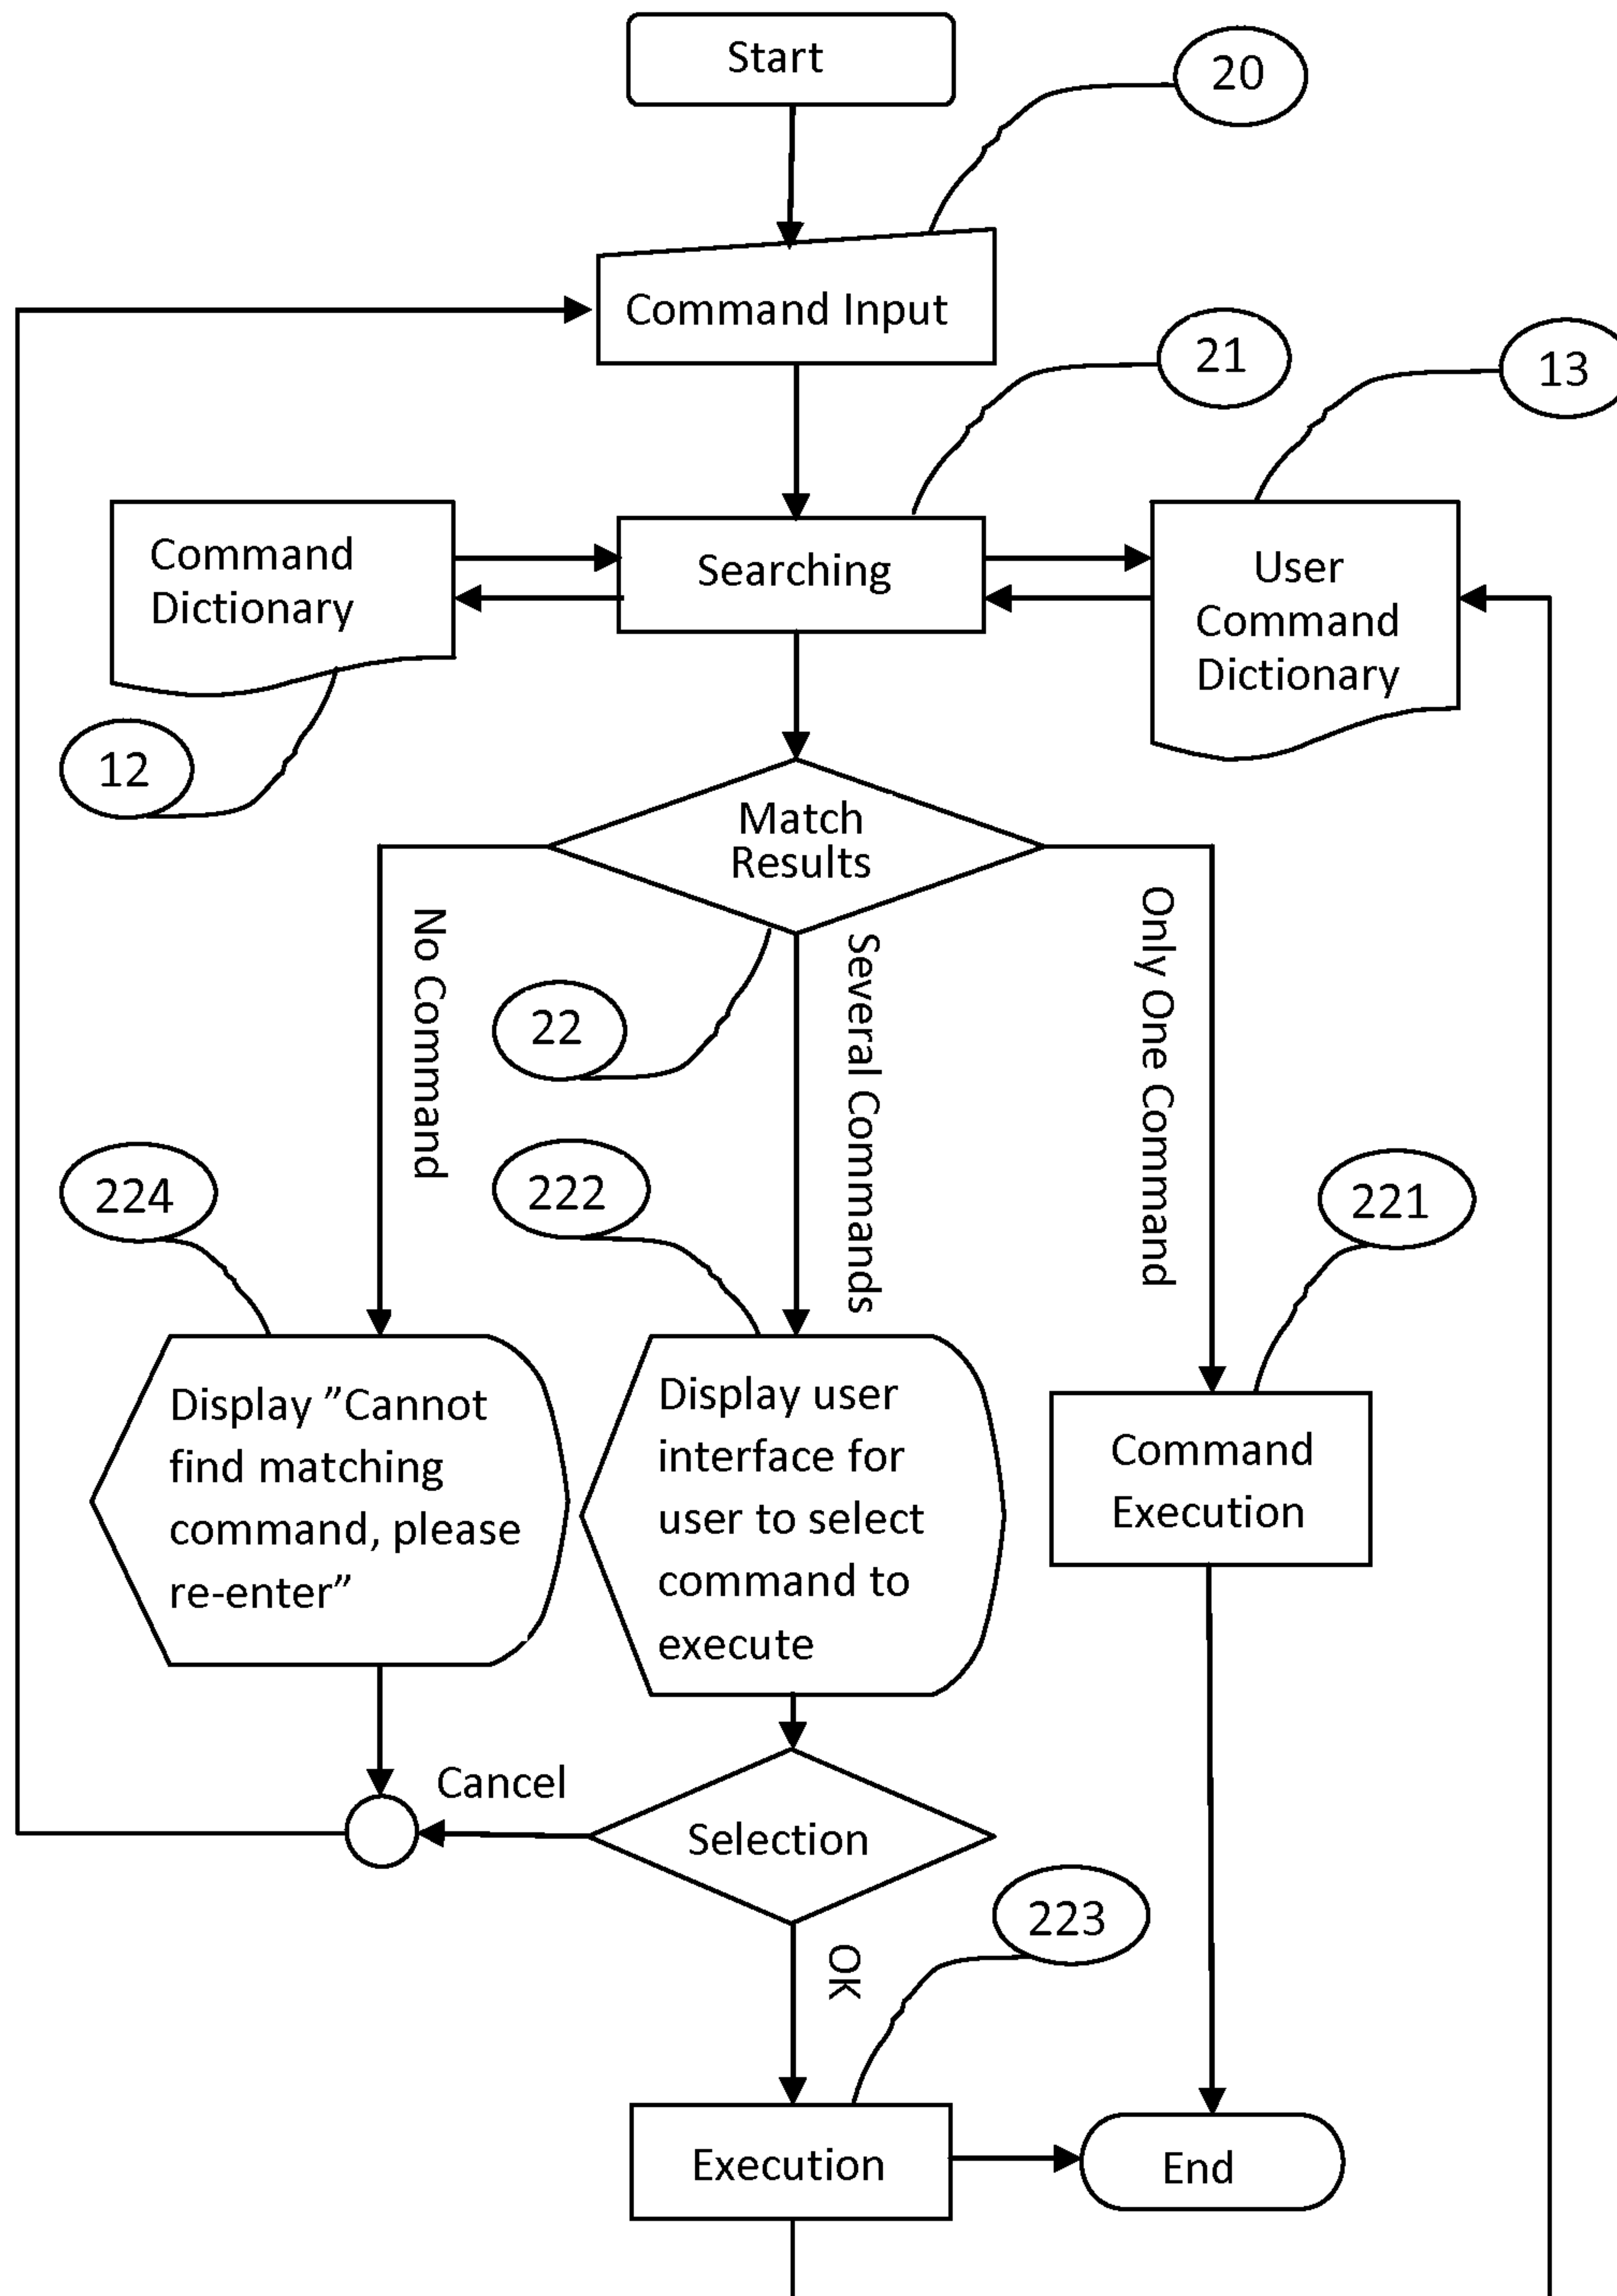 Start
20
Command Input
21
13
Command
Dictionary
Searching
User
Command
Dictionary
12
Match
Results
No Command
Several Commands
Only One Command
22
224
222
221
Display ”Cannot
find matching
command, please
re-enter”
Display user
interface for
user to select
command to
execute
Command
Execution
Cancel
Selection
223
OK
Execution
End